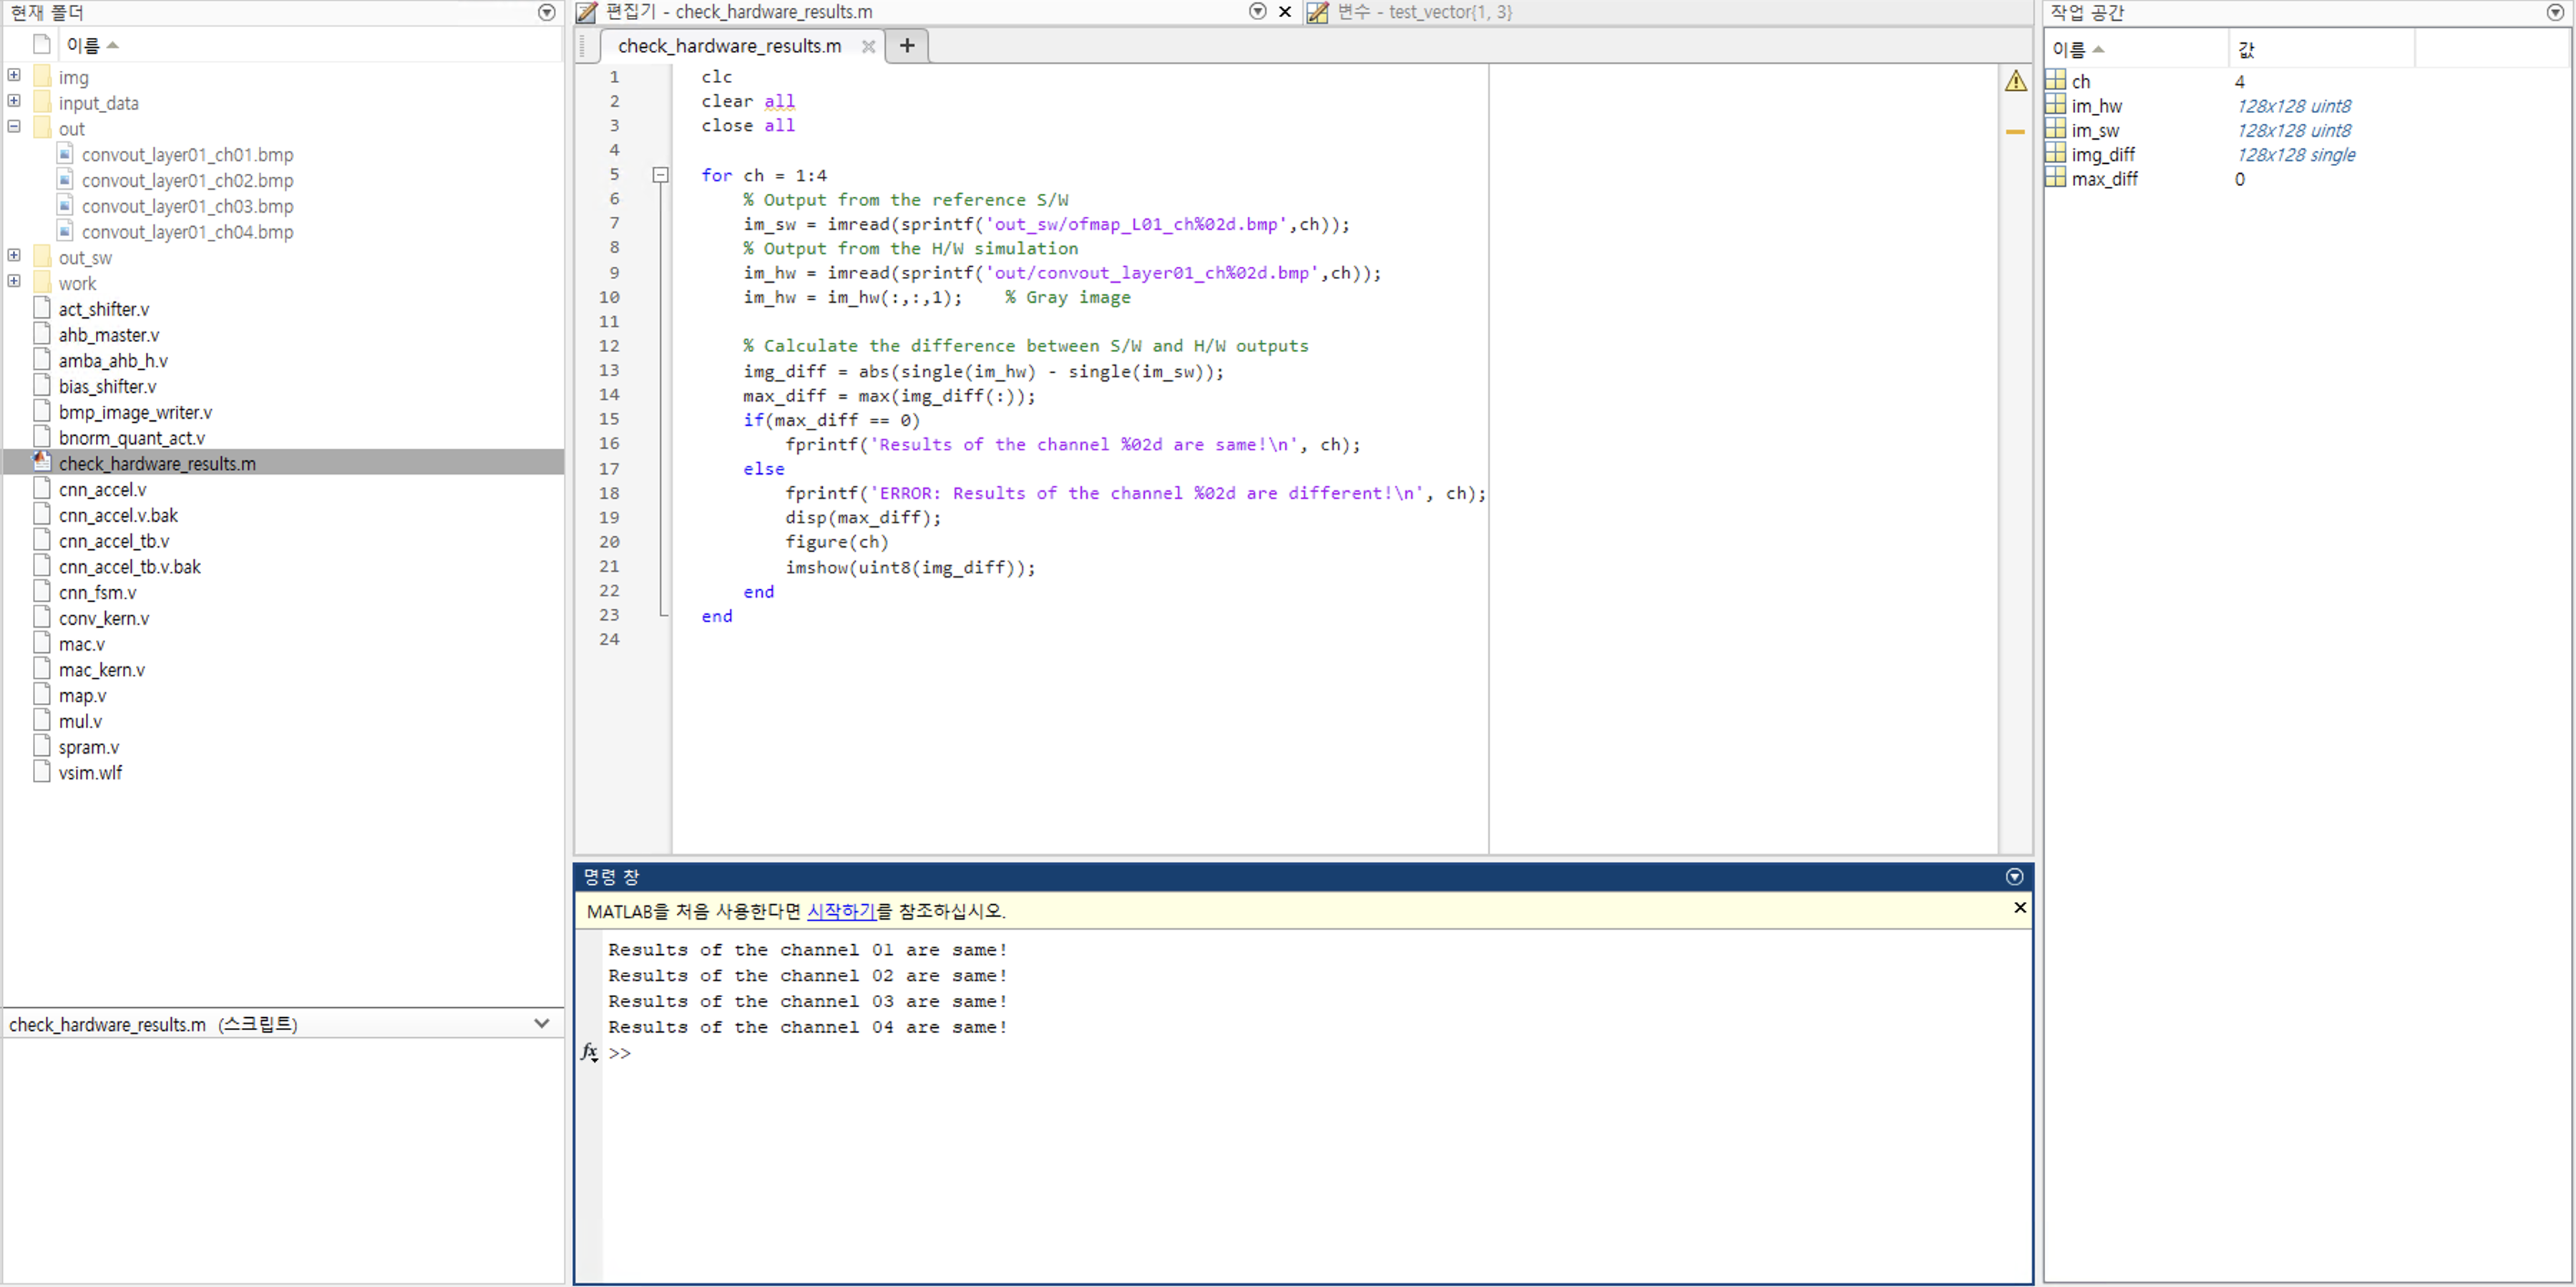 현재 폴더
이름
img
input_data
out
convout_layer01_ch01.bmp
convout_layer01_ch02.bmp
convout_layer01_ch03.bmp
convout_layer01_ch04.bmp
out_sw
work
act_shifter.v
ahb_master.v
amba_ahb_h.v
bias_shifter.v
bmp_image_writer.v
bnorm_quant_act.v
check_hardware_results.m
cnn_accel.v
cnn_accel.v.bak
cnn_accel_tb.v
cnn_accel_tb.v.bak
cnn_fsm.v
conv_kern.v
mac.v
mac_kern.v
map.v
mul.v
spram.v
vsim.wlf
check_hardware_results.m (스크립트)
편집기 - check_hardware_results.m
변수 - test_vector{1, 3}
check_hardware_results.m
1 clc
2 clear all
3 close all
4
5 for ch = 1:4
6 % Output from the reference S/W
7 im_sw = imread(sprintf('out_sw/ofmap_L01_ch%02d.bmp',ch));
8 % Output from the H/W simulation
9 im_hw = imread(sprintf('out/convout_layer01_ch%02d.bmp',ch));
10 im_hw = im_hw(:,:,1); % Gray image
11
12 % Calculate the difference between S/W and H/W outputs
13 img_diff = abs(single(im_hw) - single(im_sw));
14 max_diff = max(img_diff(:));
15 if(max_diff == 0)
16 fprintf('Results of the channel %02d are same!\n', ch);
17 else
18 fprintf('ERROR: Results of the channel %02d are different!\n', ch);
19 disp(max_diff);
20 figure(ch)
21 imshow(uint8(img_diff));
22 end
23 end
24
명령 창
MATLAB을 처음 사용한다면 시작하기를 참조하십시오.
Results of the channel 01 are same!
Results of the channel 02 are same!
Results of the channel 03 are same!
Results of the channel 04 are same!
fx >>
작업 공간
이름 값
ch 4
im_hw 128x128 uint8
im_sw 128x128 uint8
img_diff 128x128 single
max_diff 0